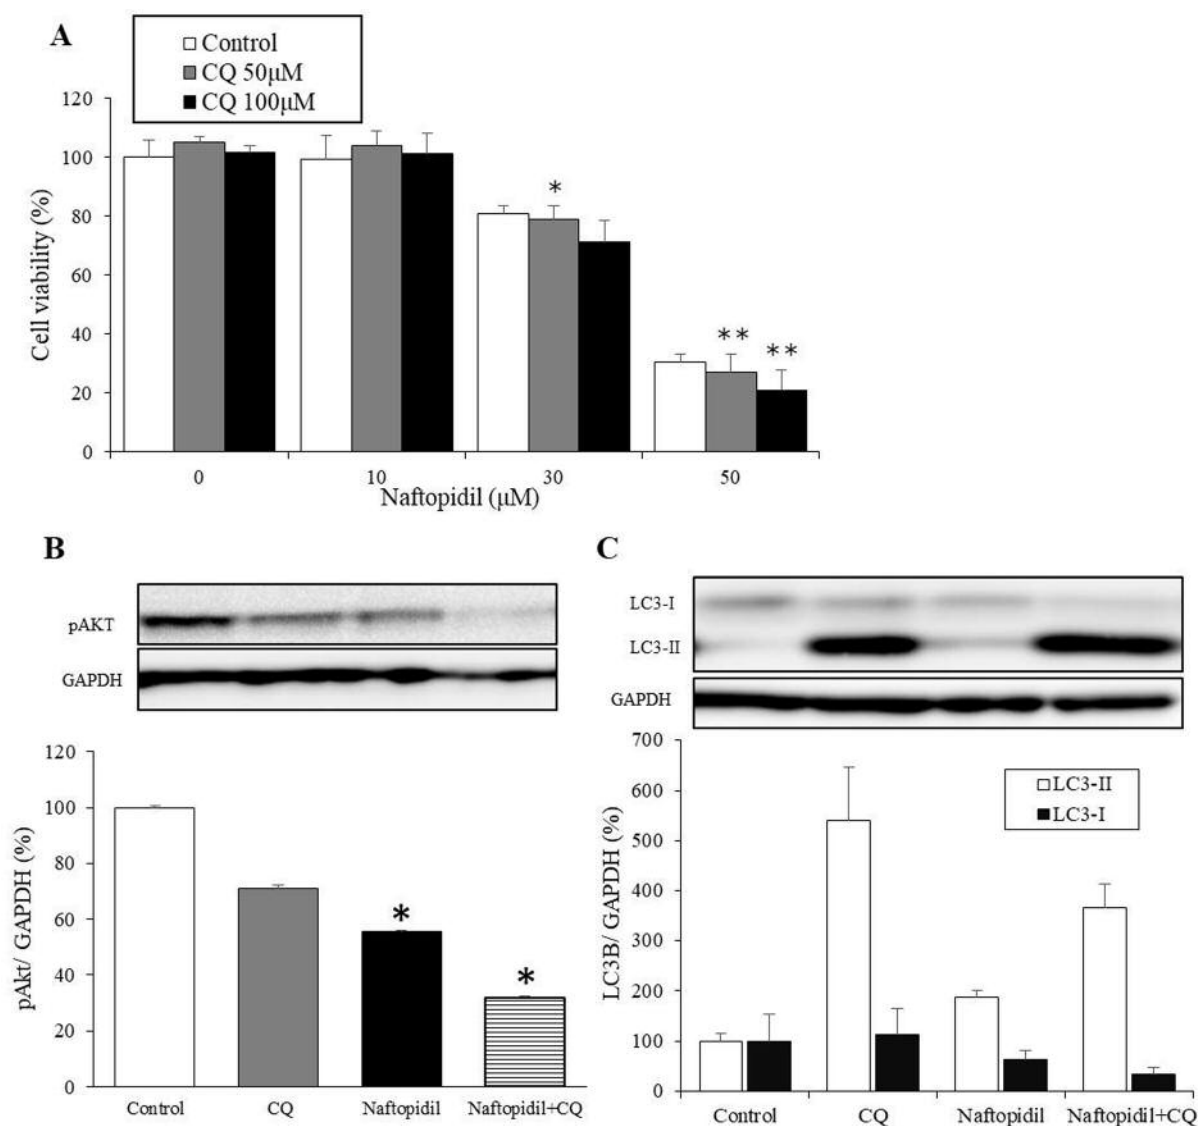 A
Control
CQ 50μM
CQ 100μM
Cell viability (%)
120
100
80
60
40
20
0
*
**
**
0 10 30 50
Naftopidil (μM)
B
pAKT
GAPDH
pAkt/ GAPDH (%)
120
100
80
60
40
20
0
*
*
Control CQ Naftopidil Naftopidil+CQ
C
LC3-I
LC3-II
GAPDH
LC3B/ GAPDH (%)
700
600
500
400
300
200
100
0
LC3-II
LC3-I
Control CQ Naftopidil Naftopidil+CQ